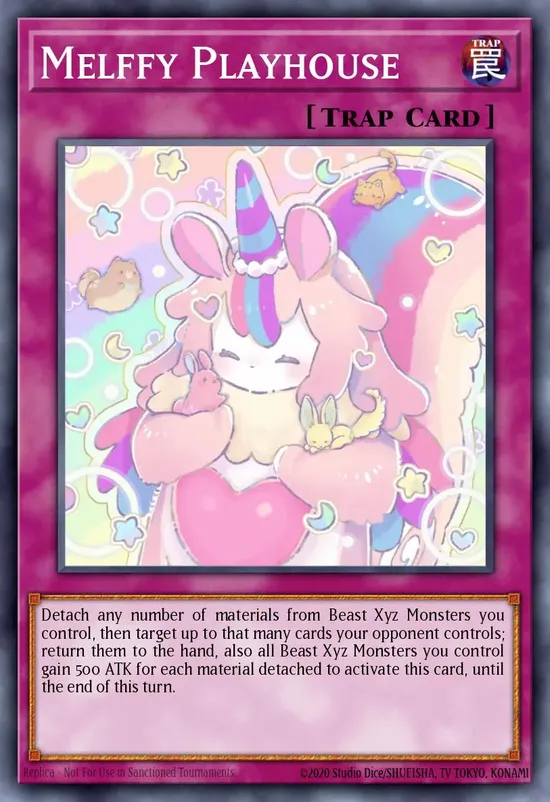 Melffy Playhouse
TRAP
罠
[Trap Card]
Detach any number of materials from Beast Xyz Monsters you
control, then target up to that many cards your opponent controls;
return them to the hand, also all Beast Xyz Monsters you control
gain 500 ATK for each material detached to activate this card, until
the end of this turn.
Replica - Not For Use in Sanctioned Tournaments
©2020 Studio Dice/SHUEISHA, TV TOKYO, KONAMI